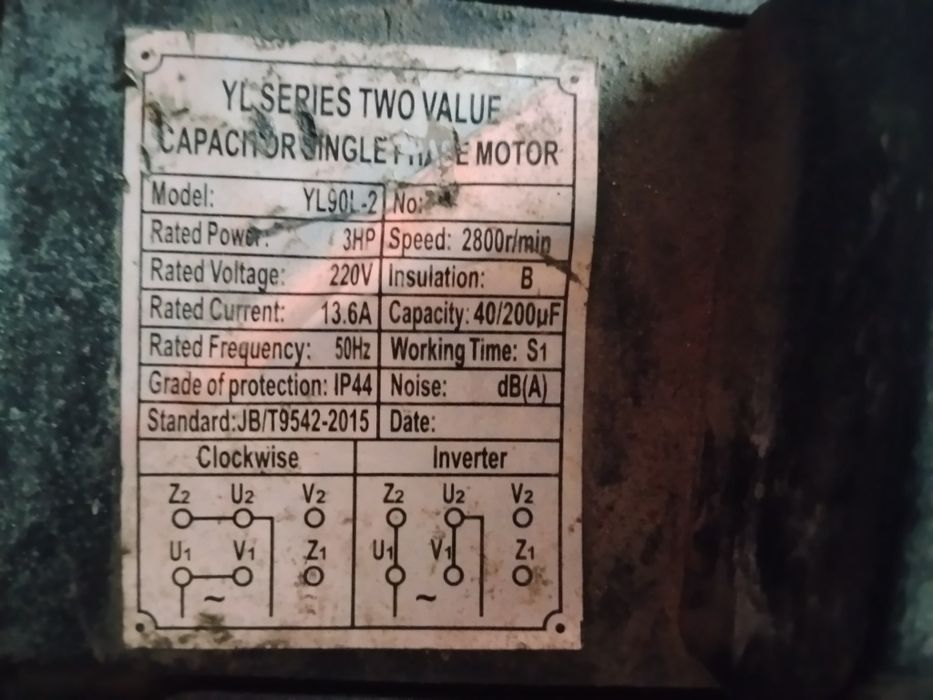 YL SERIES TWO VALUE
CAPACITOR SINGLE PHASE MOTOR
Model: YL90L-2 No:
Rated Power: 3HP Speed: 2800r/min
Rated Voltage: 220V Insulation: B
Rated Current: 13.6A Capacity: 40/200µF
Rated Frequency: 50Hz Working Time: S1
Grade of protection: IP44 Noise: dB(A)
Standard:JB/T9542-2015 Date:
Clockwise Inverter
Z2 U2 V2 Z2 U2 V2
U1 V1 Z1 U1 V1 Z1
~ ~